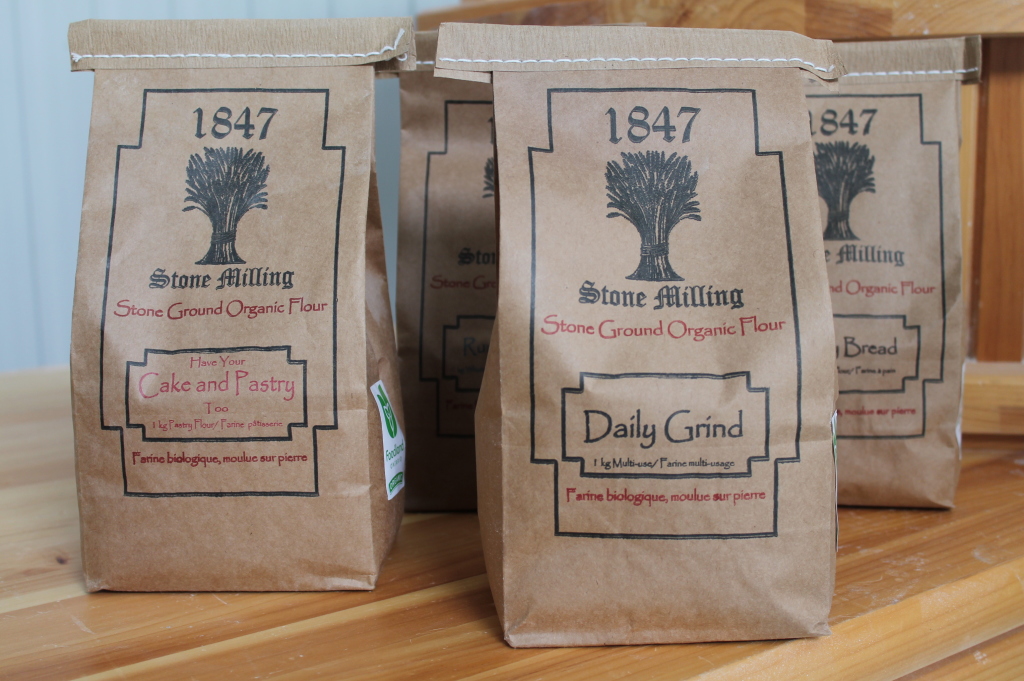 1847
Stone Milling
Stone Ground Organic Flour
Have Your
Cake and Pastry
Too
1 kg Pastry Flour/ Farine pâtisserie
Farine biologique, moulue sur pierre
1847
Stone Milling
Stone Ground Organic Flour
Daily Grind
1 kg Multi-use/ Farine multi-usage
Farine biologique, moulue sur pierre
1847
Milling
Organic Flour
Bread
Farine à pain
moulue sur pierre